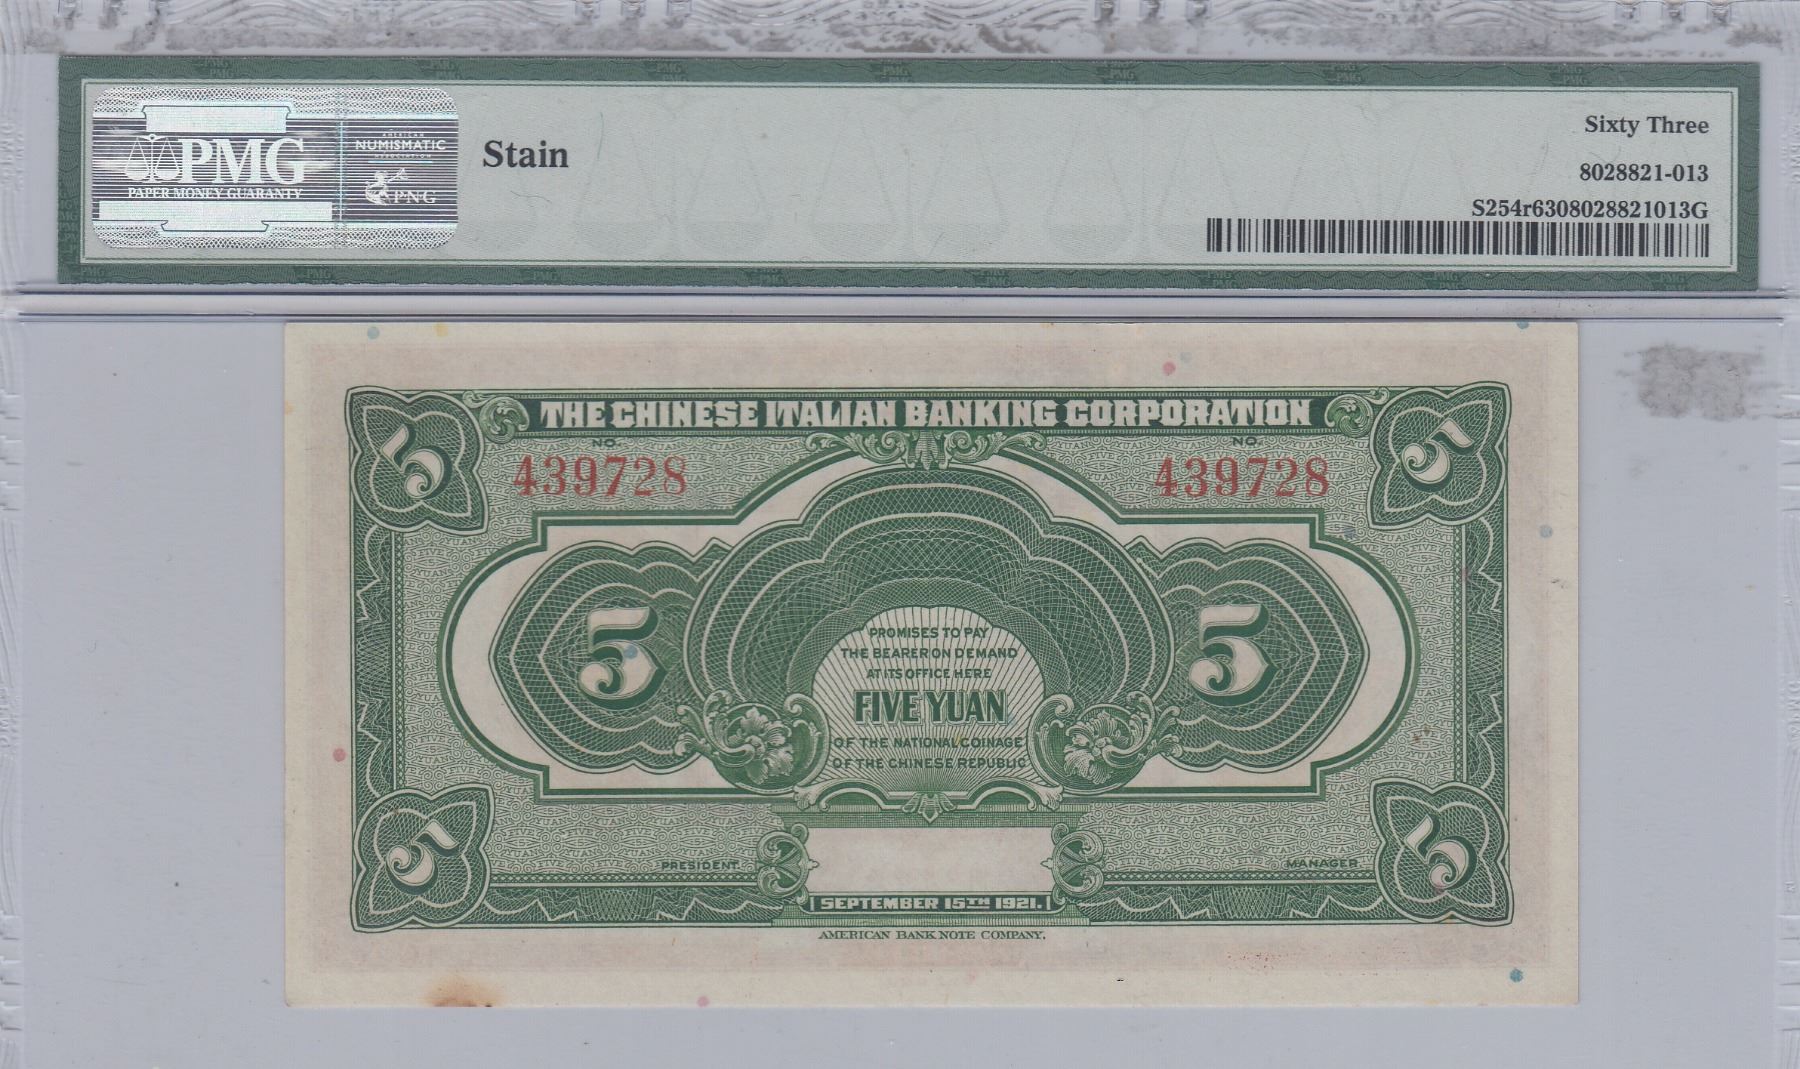 PMG
PAPER MONEY GUARANTY
AMERICAN
NUMISMATIC
ASSOCIATION
PNG
Stain
Sixty Three
8028821-013
S254r6308028821013G
5
THE CHINESE ITALIAN BANKING CORPORATION
5
NO.
NO.
439728
439728
5
5
PROMISES TO PAY
THE BEARER ON DEMAND
AT ITS OFFICE HERE
FIVE YUAN
OF THE NATIONAL COINAGE
OF THE CHINESE REPUBLIC
5
5
PRESIDENT
MANAGER
SEPTEMBER 15TH 1921.
AMERICAN BANK NOTE COMPANY.